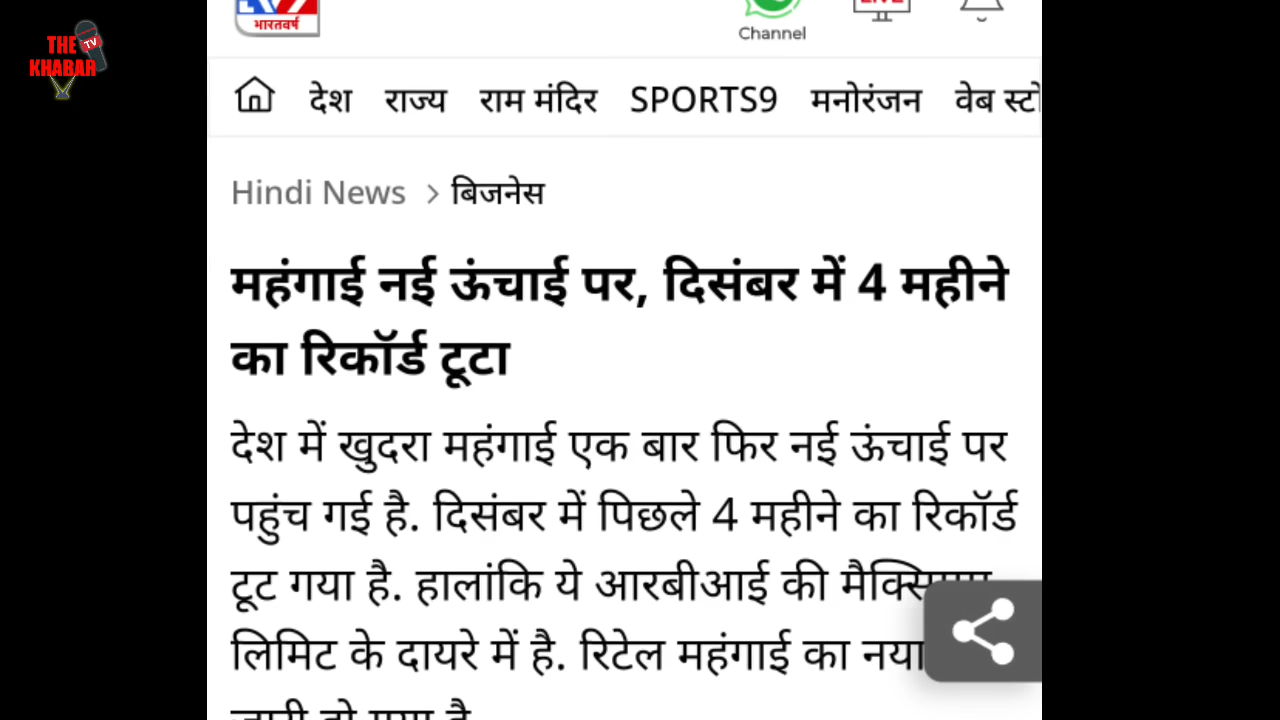 THE
TV
KHABAR
भारतवर्ष
Channel
LIVE
देश राज्य राम मंदिर SPORTS9 मनोरंजन वेब
Hindi News > बिजनेस
महंगाई नई ऊंचाई पर, दिसंबर में 4 महीने
का रिकॉर्ड टूटा
देश में खुदरा महंगाई एक बार फिर नई ऊंचाई पर
पहुंच गई है. दिसंबर में पिछले 4 महीने का रिकॉर्ड
टूट गया है. हालांकि ये आरबीआई की
लिमिट के दायरे में है. रिटेल महंगाई का नया